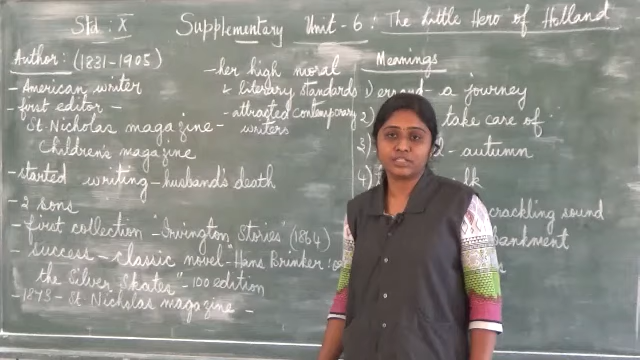 Std: X Supplementary Unit-6: The Little Hero of Holland
Author: (1831-1905)
- American writer
- first editor -
St. Nicholas magazine -
Children's magazine
- started writing - husband's death
- 2 sons
- first collection - "Irvington Stories" (1864)
- success - classic novel - "Hans Brinker: or
the Silver Skates" - 100 edition
- 1873 - St. Nicholas magazine -
- her high moral
& literary standards
- attracted contemporary
writers
Meanings
1) errand - a journey
2) take care of
3) - autumn
4)
crackling sound